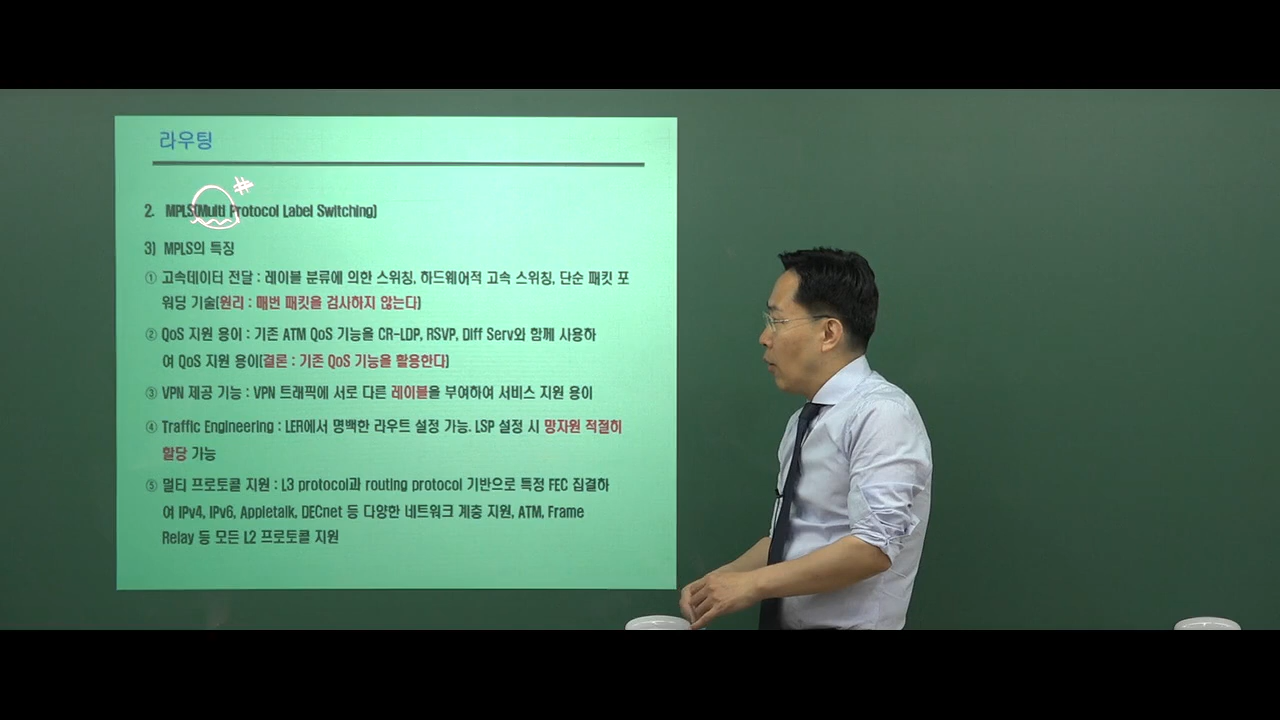 라우팅
2. MPLS(Multi Protocol Label Switching)
3) MPLS의 특징
① 고속데이터 전달 : 레이블 분류에 의한 스위칭, 하드웨어적 고속 스위칭, 단순 패킷 포
워딩 기술(원리 : 매번 패킷을 검사하지 않는다)
② QoS 지원 용이 : 기존 ATM QoS 기능을 CR-LDP, RSVP, Diff Serv와 함께 사용하
여 QoS 지원 용이(결론 : 기존 QoS 기능을 활용한다)
③ VPN 제공 기능 : VPN 트래픽에 서로 다른 레이블을 부여하여 서비스 지원 용이
④ Traffic Engineering : LER에서 명백한 라우트 설정 가능. LSP 설정 시 망자원 적절히
할당 가능
⑤ 멀티 프로토콜 지원 : L3 protocol과 routing protocol 기반으로 특정 FEC 집결하
여 IPv4, IPv6, Appletalk, DECnet 등 다양한 네트워크 계층 지원, ATM, Frame
Relay 등 모든 L2 프로토콜 지원